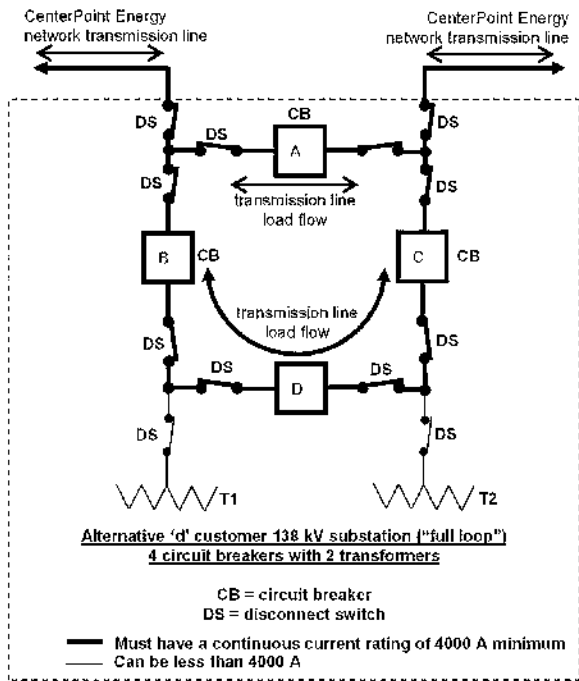 CenterPoint Energy
network transmission line
CenterPoint Energy
network transmission line
DS
DS
CB
DS
A
DS
DS
transmission line
load flow
B
CB
C
CB
transmission line
load flow
DS
DS
DS
D
DS
DS
DS
T1
T2
Alternative 'd' customer 138 kV substation ("full loop")
4 circuit breakers with 2 transformers
CB = circuit breaker
DS = disconnect switch
Must have a continuous current rating of 4000 A minimum
Can be less than 4000 A